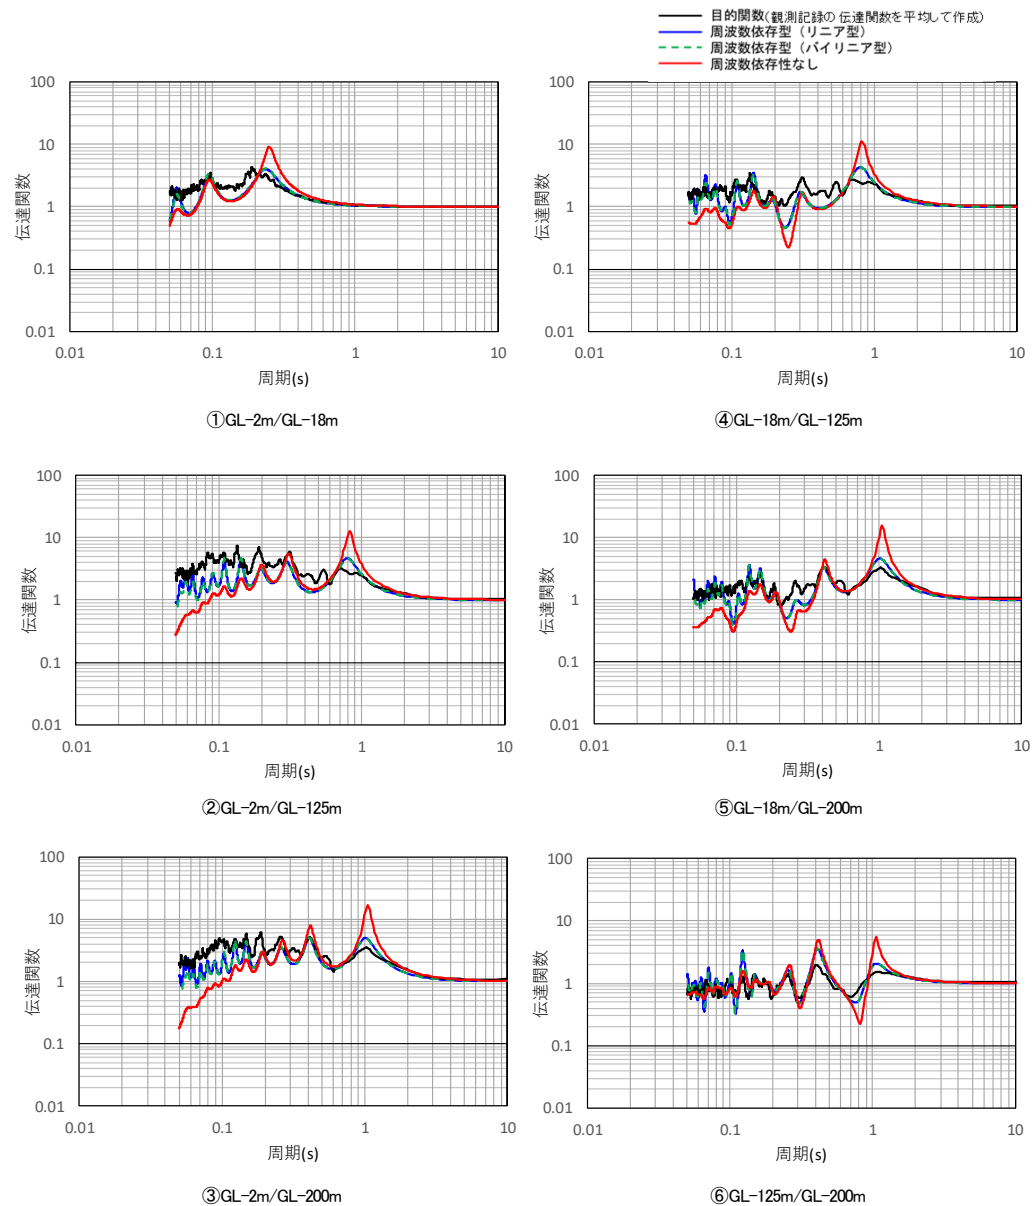 目的関数(観測記録の伝達関数を平均して作成)
周波数依存型（リニア型）
周波数依存型（バイリニア型）
周波数依存性なし
100
10
1
0.1
0.01
伝達関数
0.01 0.1 1 10
周期(s)
①GL-2m/GL-18m
100
10
1
0.1
0.01
伝達関数
0.01 0.1 1 10
周期(s)
④GL-18m/GL-125m
100
10
1
0.1
0.01
伝達関数
0.01 0.1 1 10
周期(s)
②GL-2m/GL-125m
100
10
1
0.1
0.01
伝達関数
0.01 0.1 1 10
周期(s)
⑤GL-18m/GL-200m
100
10
1
0.1
0.01
伝達関数
0.01 0.1 1 10
周期(s)
③GL-2m/GL-200m
100
10
1
0.1
0.01
伝達関数
0.01 0.1 1 10
周期(s)
⑥GL-125m/GL-200m